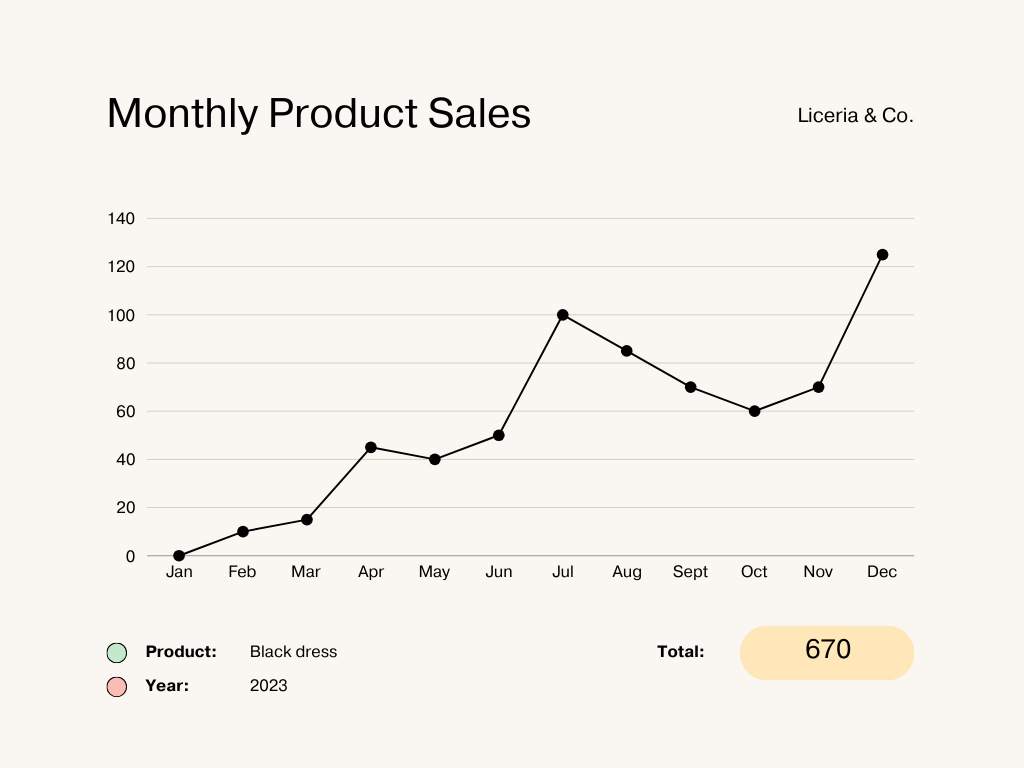 Monthly Product Sales
Liceria & Co.
140
120
100
80
60
40
20
0
Jan Feb Mar Apr May Jun Jul Aug Sept Oct Nov Dec
Product: Black dress
Total: 670
Year: 2023